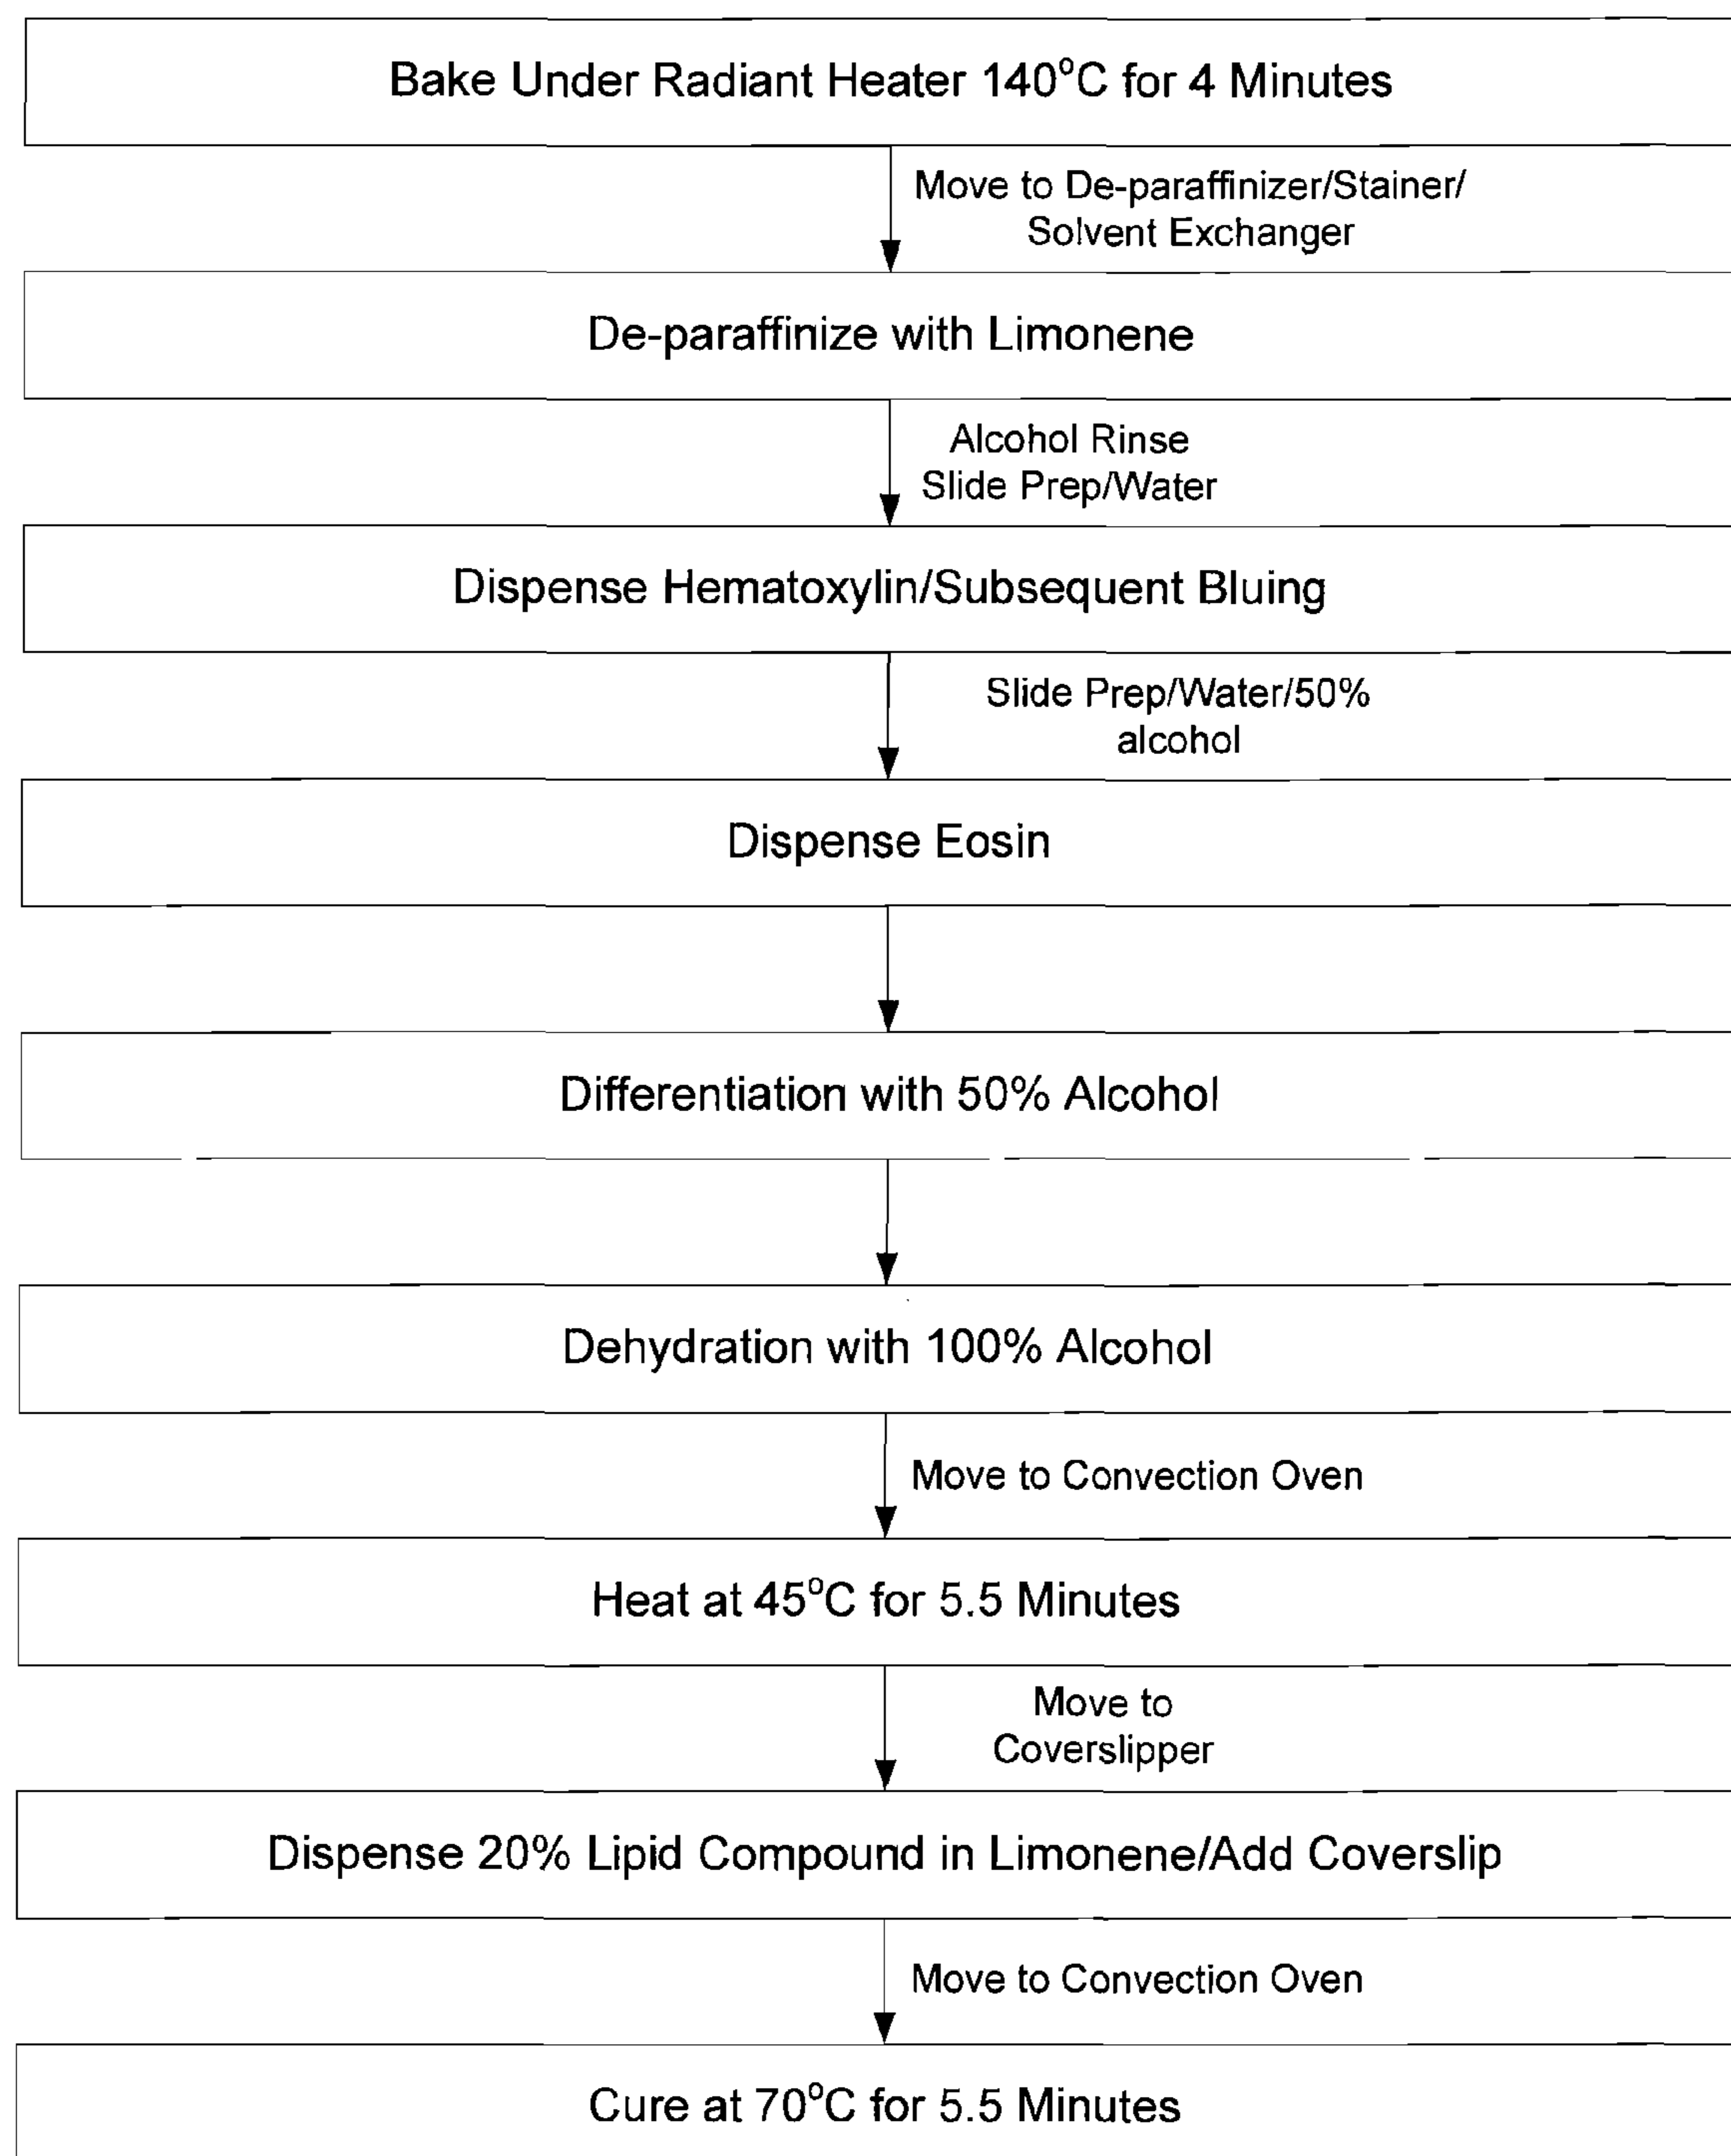 Bake Under Radiant Heater 140°C for 4 Minutes
Move to De-paraffinizer/Stainer/
Solvent Exchanger
De-paraffinize with Limonene
Alcohol Rinse
Slide Prep/Water
Dispense Hematoxylin/Subsequent Bluing
Slide Prep/Water/50%
alcohol
Dispense Eosin
Differentiation with 50% Alcohol
Dehydration with 100% Alcohol
Move to Convection Oven
Heat at 45°C for 5.5 Minutes
Move to
Coverslipper
Dispense 20% Lipid Compound in Limonene/Add Coverslip
Move to Convection Oven
Cure at 70°C for 5.5 Minutes